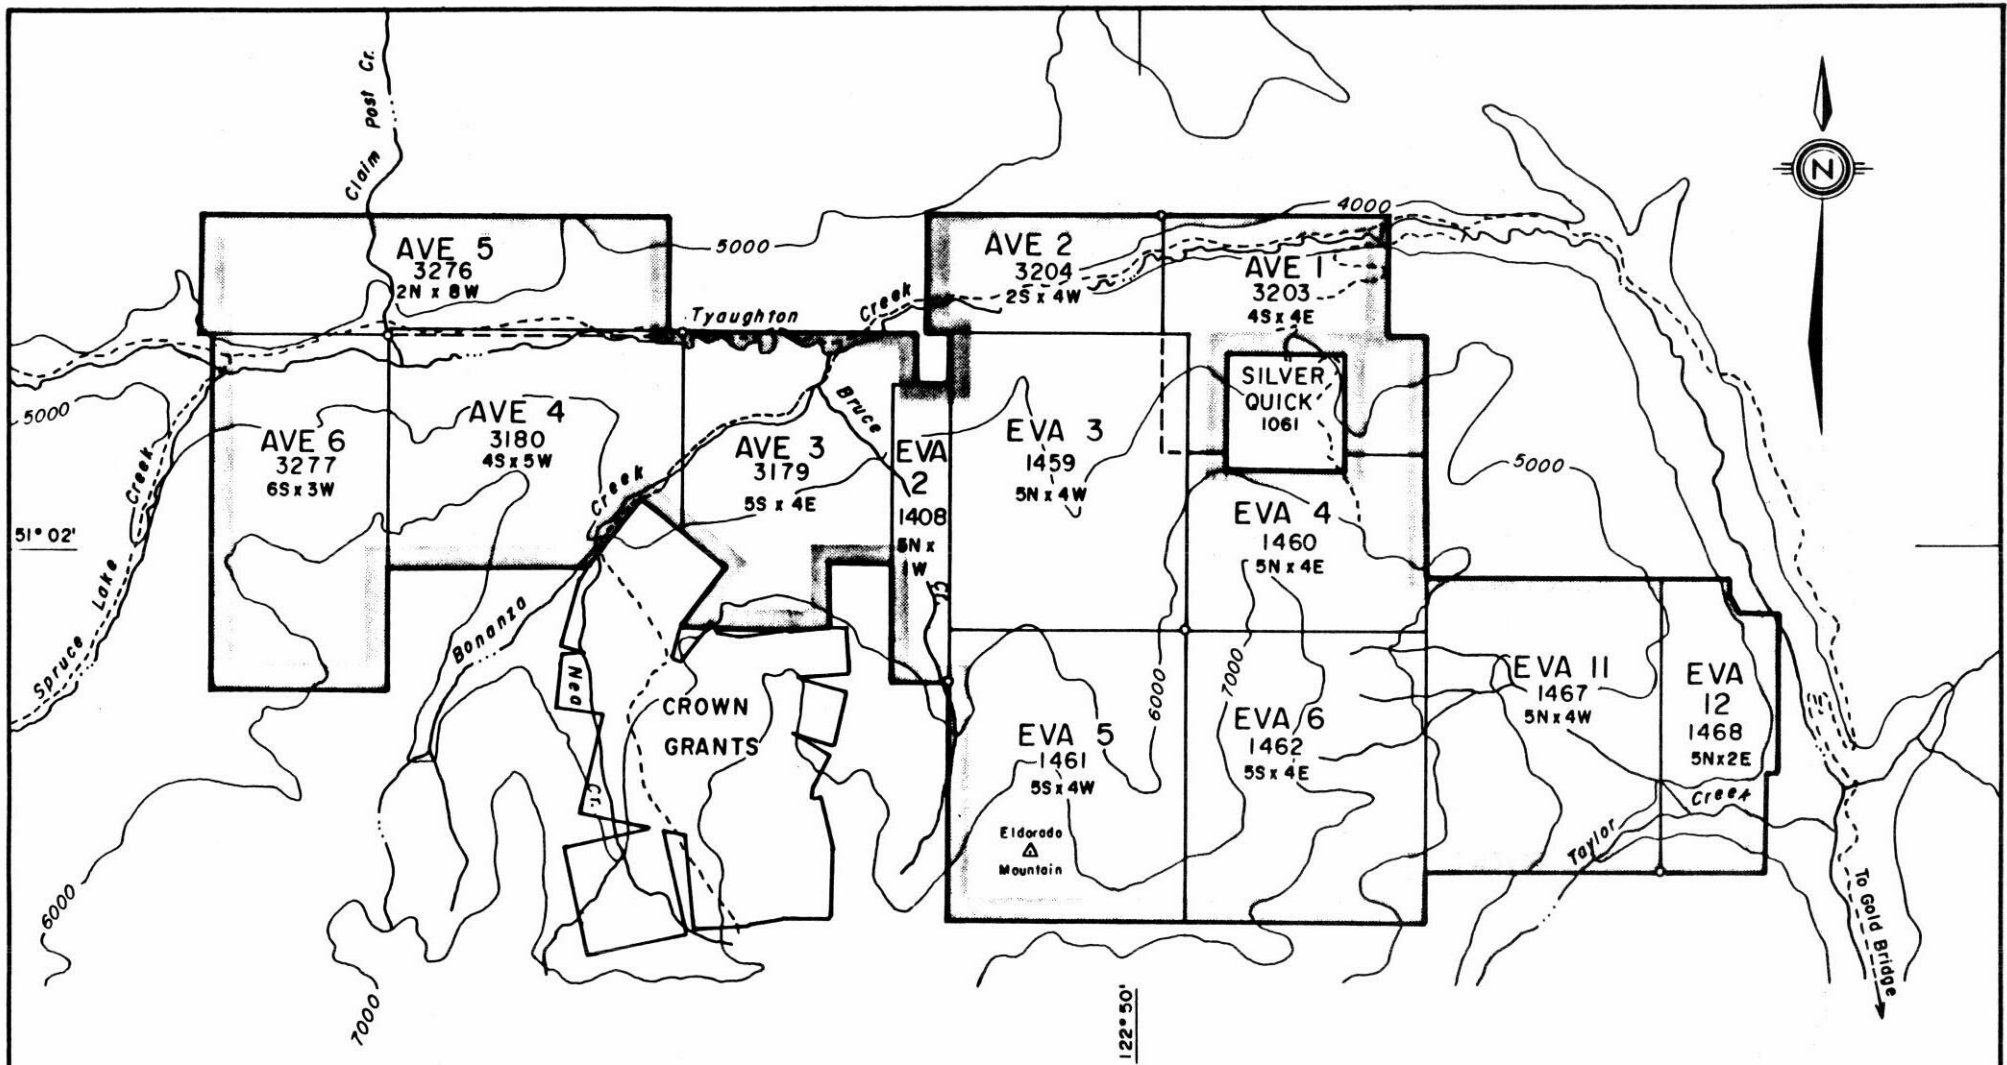 Claim Post Cr.
N
AVE 5
3276
2N x 8W
5000
AVE 2
3204
2S x 4W
4000
AVE 1
3203
4S x 4E
Tyaughton Creek
5000
AVE 6
3277
6S x 3W
AVE 4
3180
4S x 5W
AVE 3
3179
5S x 4E
Bruce Cr.
EVA
2
1408
5N x
1W
EVA 3
1459
5N x 4W
SILVER
QUICK
1061
5000
EVA 4
1460
5N x 4E
51° 02'
Spruce Lake Creek
Bonanza Creek
Nea Cr.
CROWN
GRANTS
EVA 5
1461
5S x 4W
6000
7000
EVA 6
1462
5S x 4E
EVA 11
1467
5N x 4W
EVA
12
1468
5N x 2E
Taylor Creek
Eldorado
Mountain
6000
7000
122° 50'
To Gold Bridge